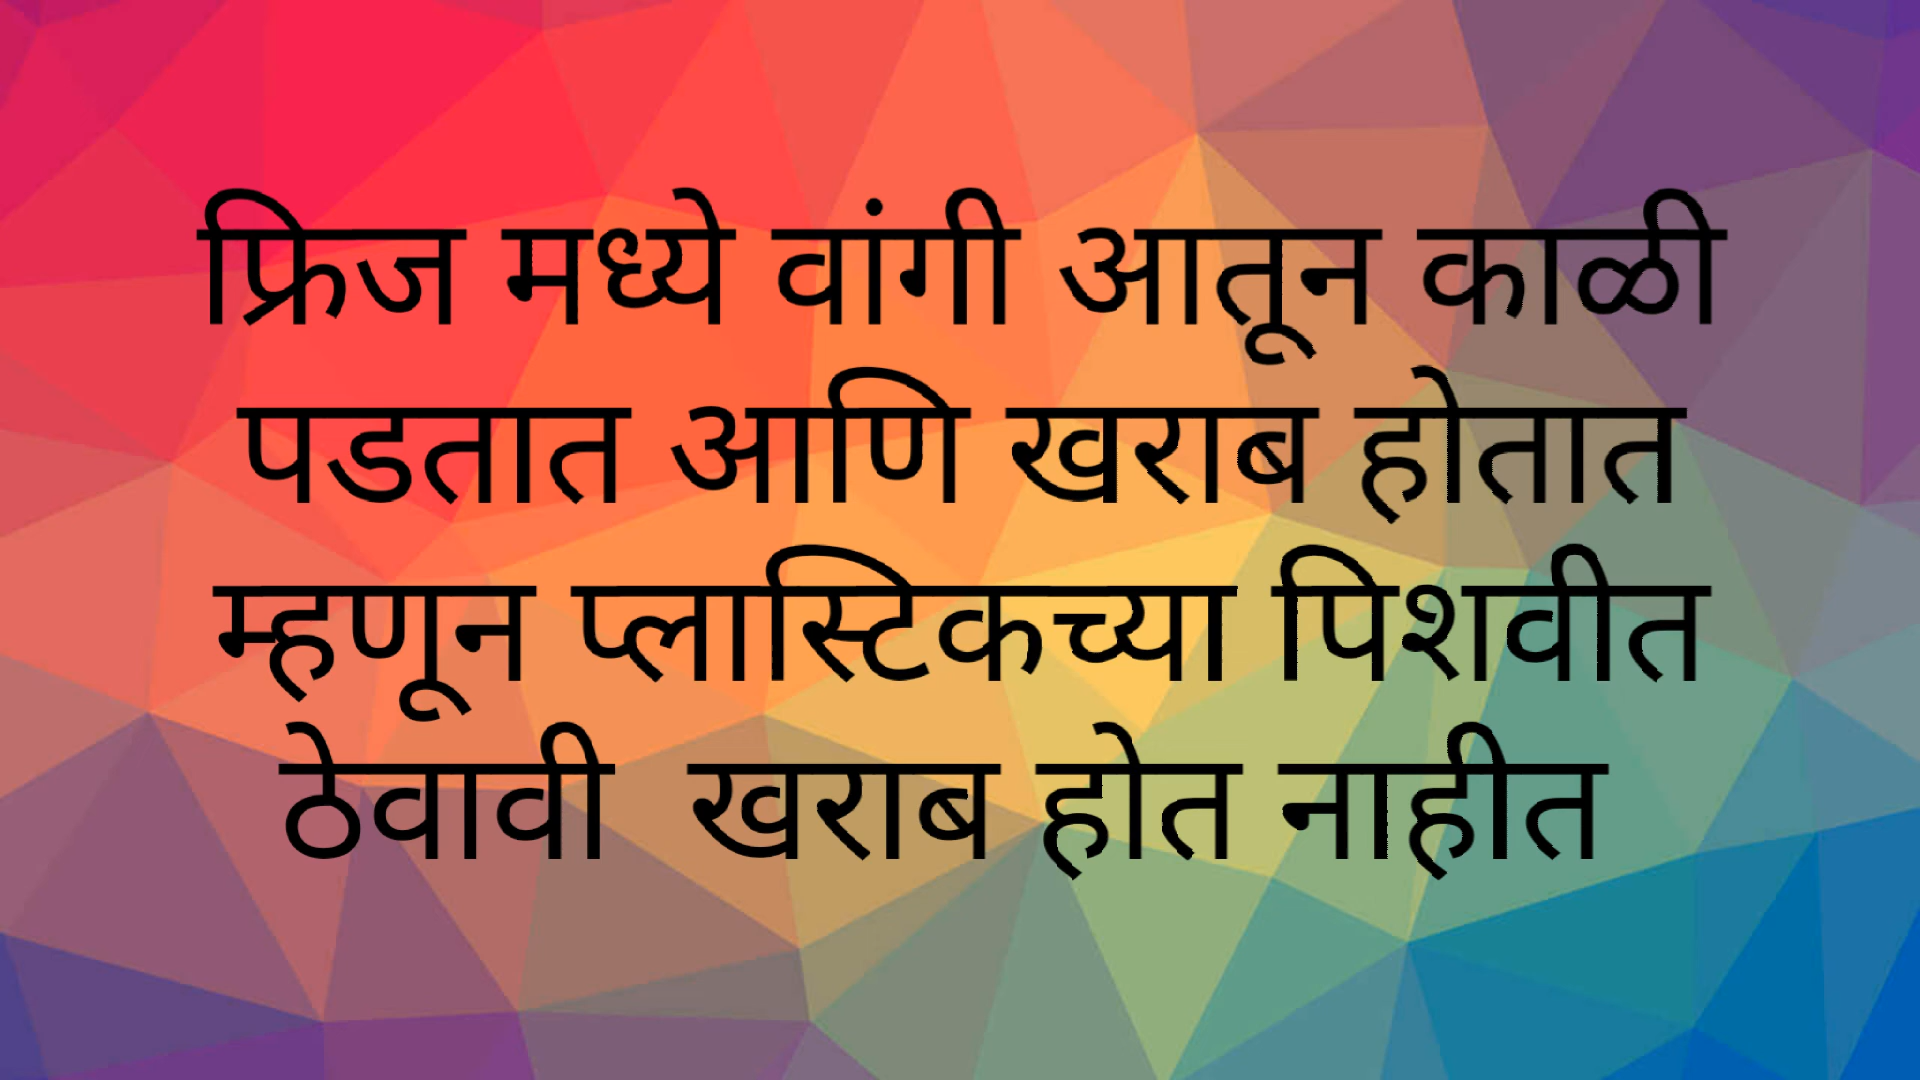 फ्रिज मध्ये वांगी आतून काळी
पडतात आणि खराब होतात
म्हणून प्लास्टिकच्या पिशवीत
ठेवावी  खराब होत नाहीत